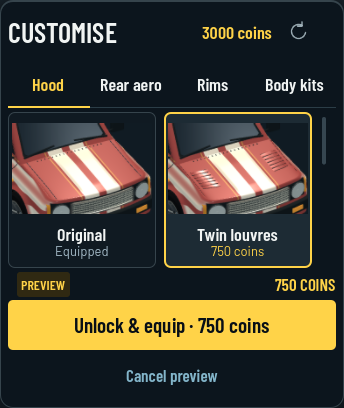 CUSTOMISE
3000 coins
Hood
Rear aero
Rims
Body kits
Original
Equipped
Twin louvres
750 coins
PREVIEW
750 COINS
Unlock & equip · 750 coins
Cancel preview